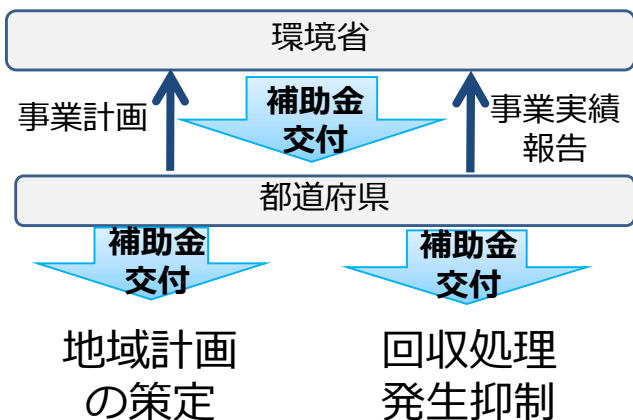 環境省
事業計画
補助金
交付
事業実績
報告
都道府県
補助金
交付
補助金
交付
地域計画
の策定
回収処理
発生抑制